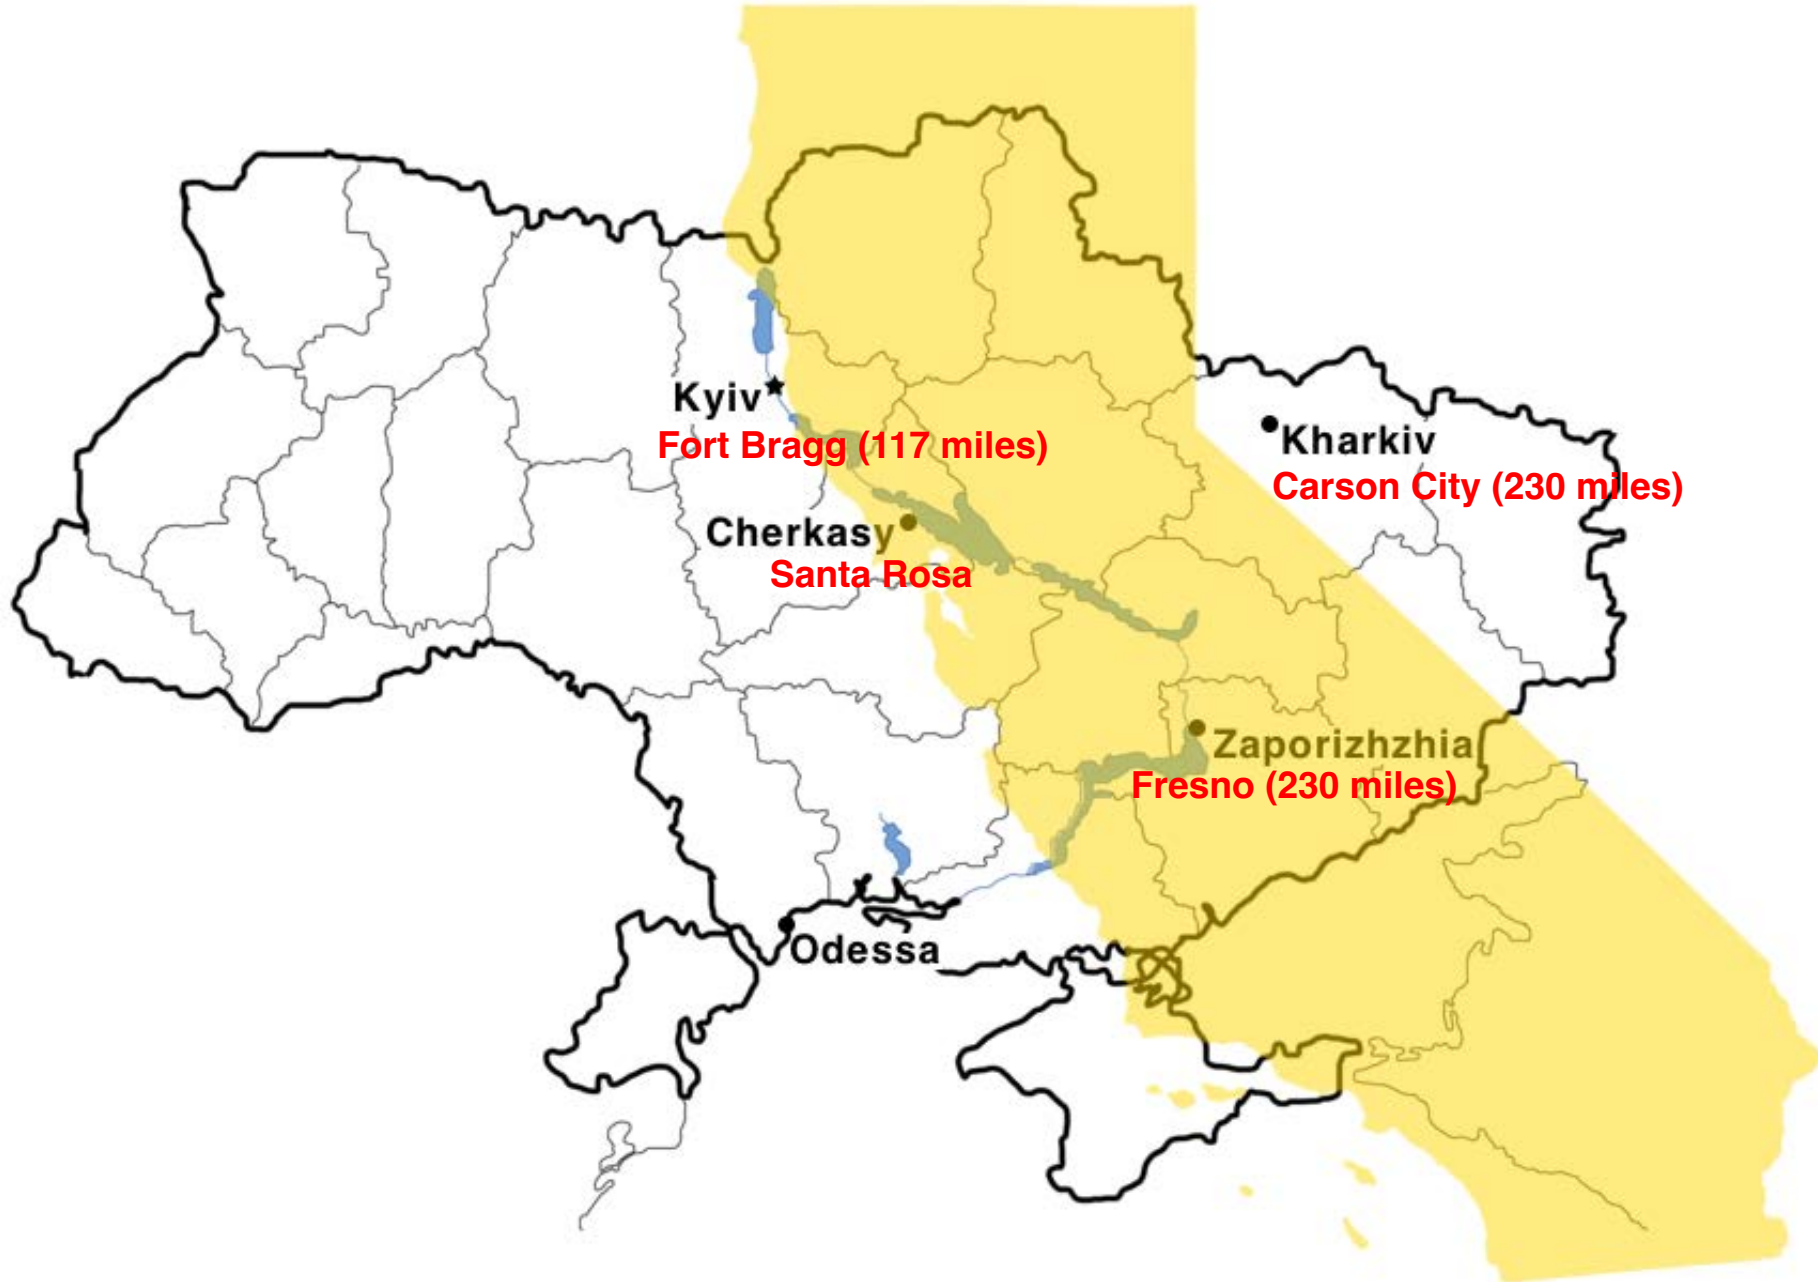 Kyiv
Fort Bragg (117 miles)
Kharkiv
Carson City (230 miles)
Cherkasy
Santa Rosa
Zaporizhzhia
Fresno (230 miles)
Odessa